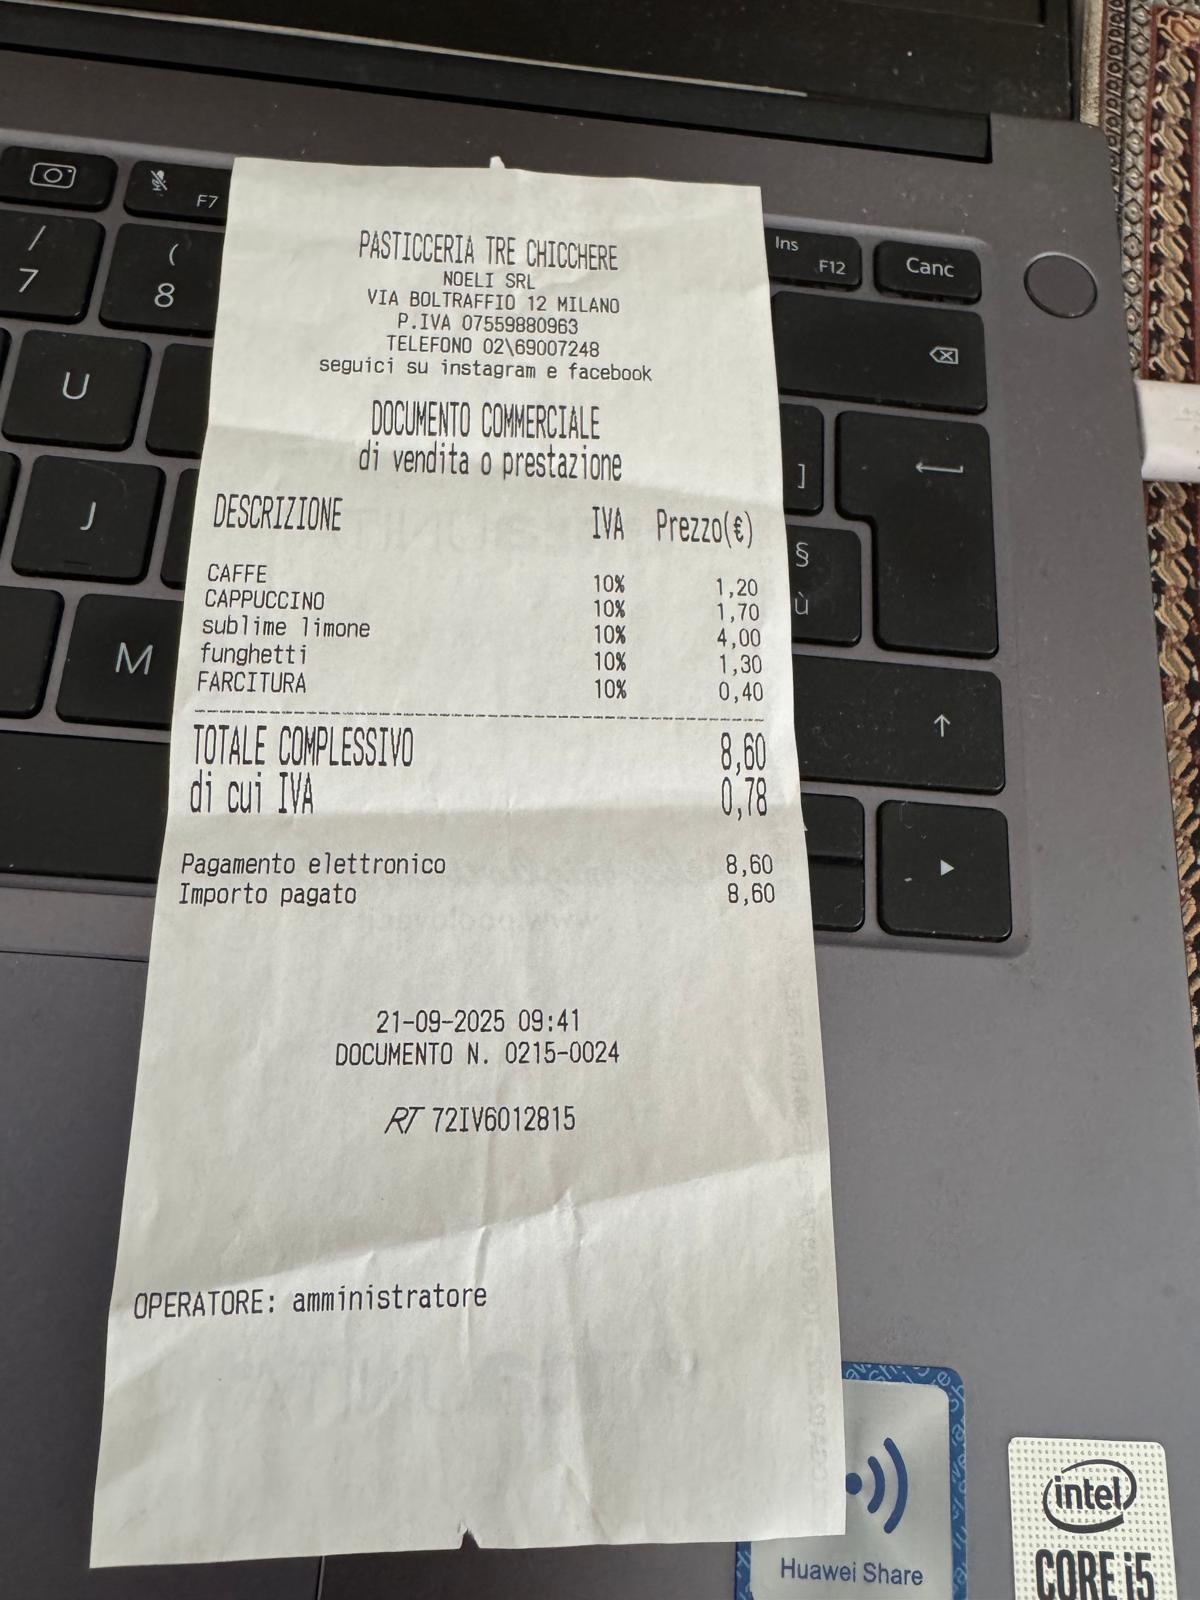 F7
Ins
F12
Canc
/
7
(
8
U
J
M
]
§
ù
PASTICCERIA TRE CHICCHERE
NOELI SRL
VIA BOLTRAFFIO 12 MILANO
P.IVA 07559880963
TELEFONO 02\69007248
seguici su instagram e facebook
DOCUMENTO COMMERCIALE
di vendita o prestazione
DESCRIZIONE IVA Prezzo(€)
CAFFE 10% 1,20
CAPPUCCINO 10% 1,70
sublime limone 10% 4,00
funghetti 10% 1,30
FARCITURA 10% 0,40
TOTALE COMPLESSIVO 8,60
di cui IVA 0,78
Pagamento elettronico 8,60
Importo pagato 8,60
21-09-2025 09:41
DOCUMENTO N. 0215-0024
RT 72IV6012815
OPERATORE: amministratore
Huawei Share
intel
CORE i5